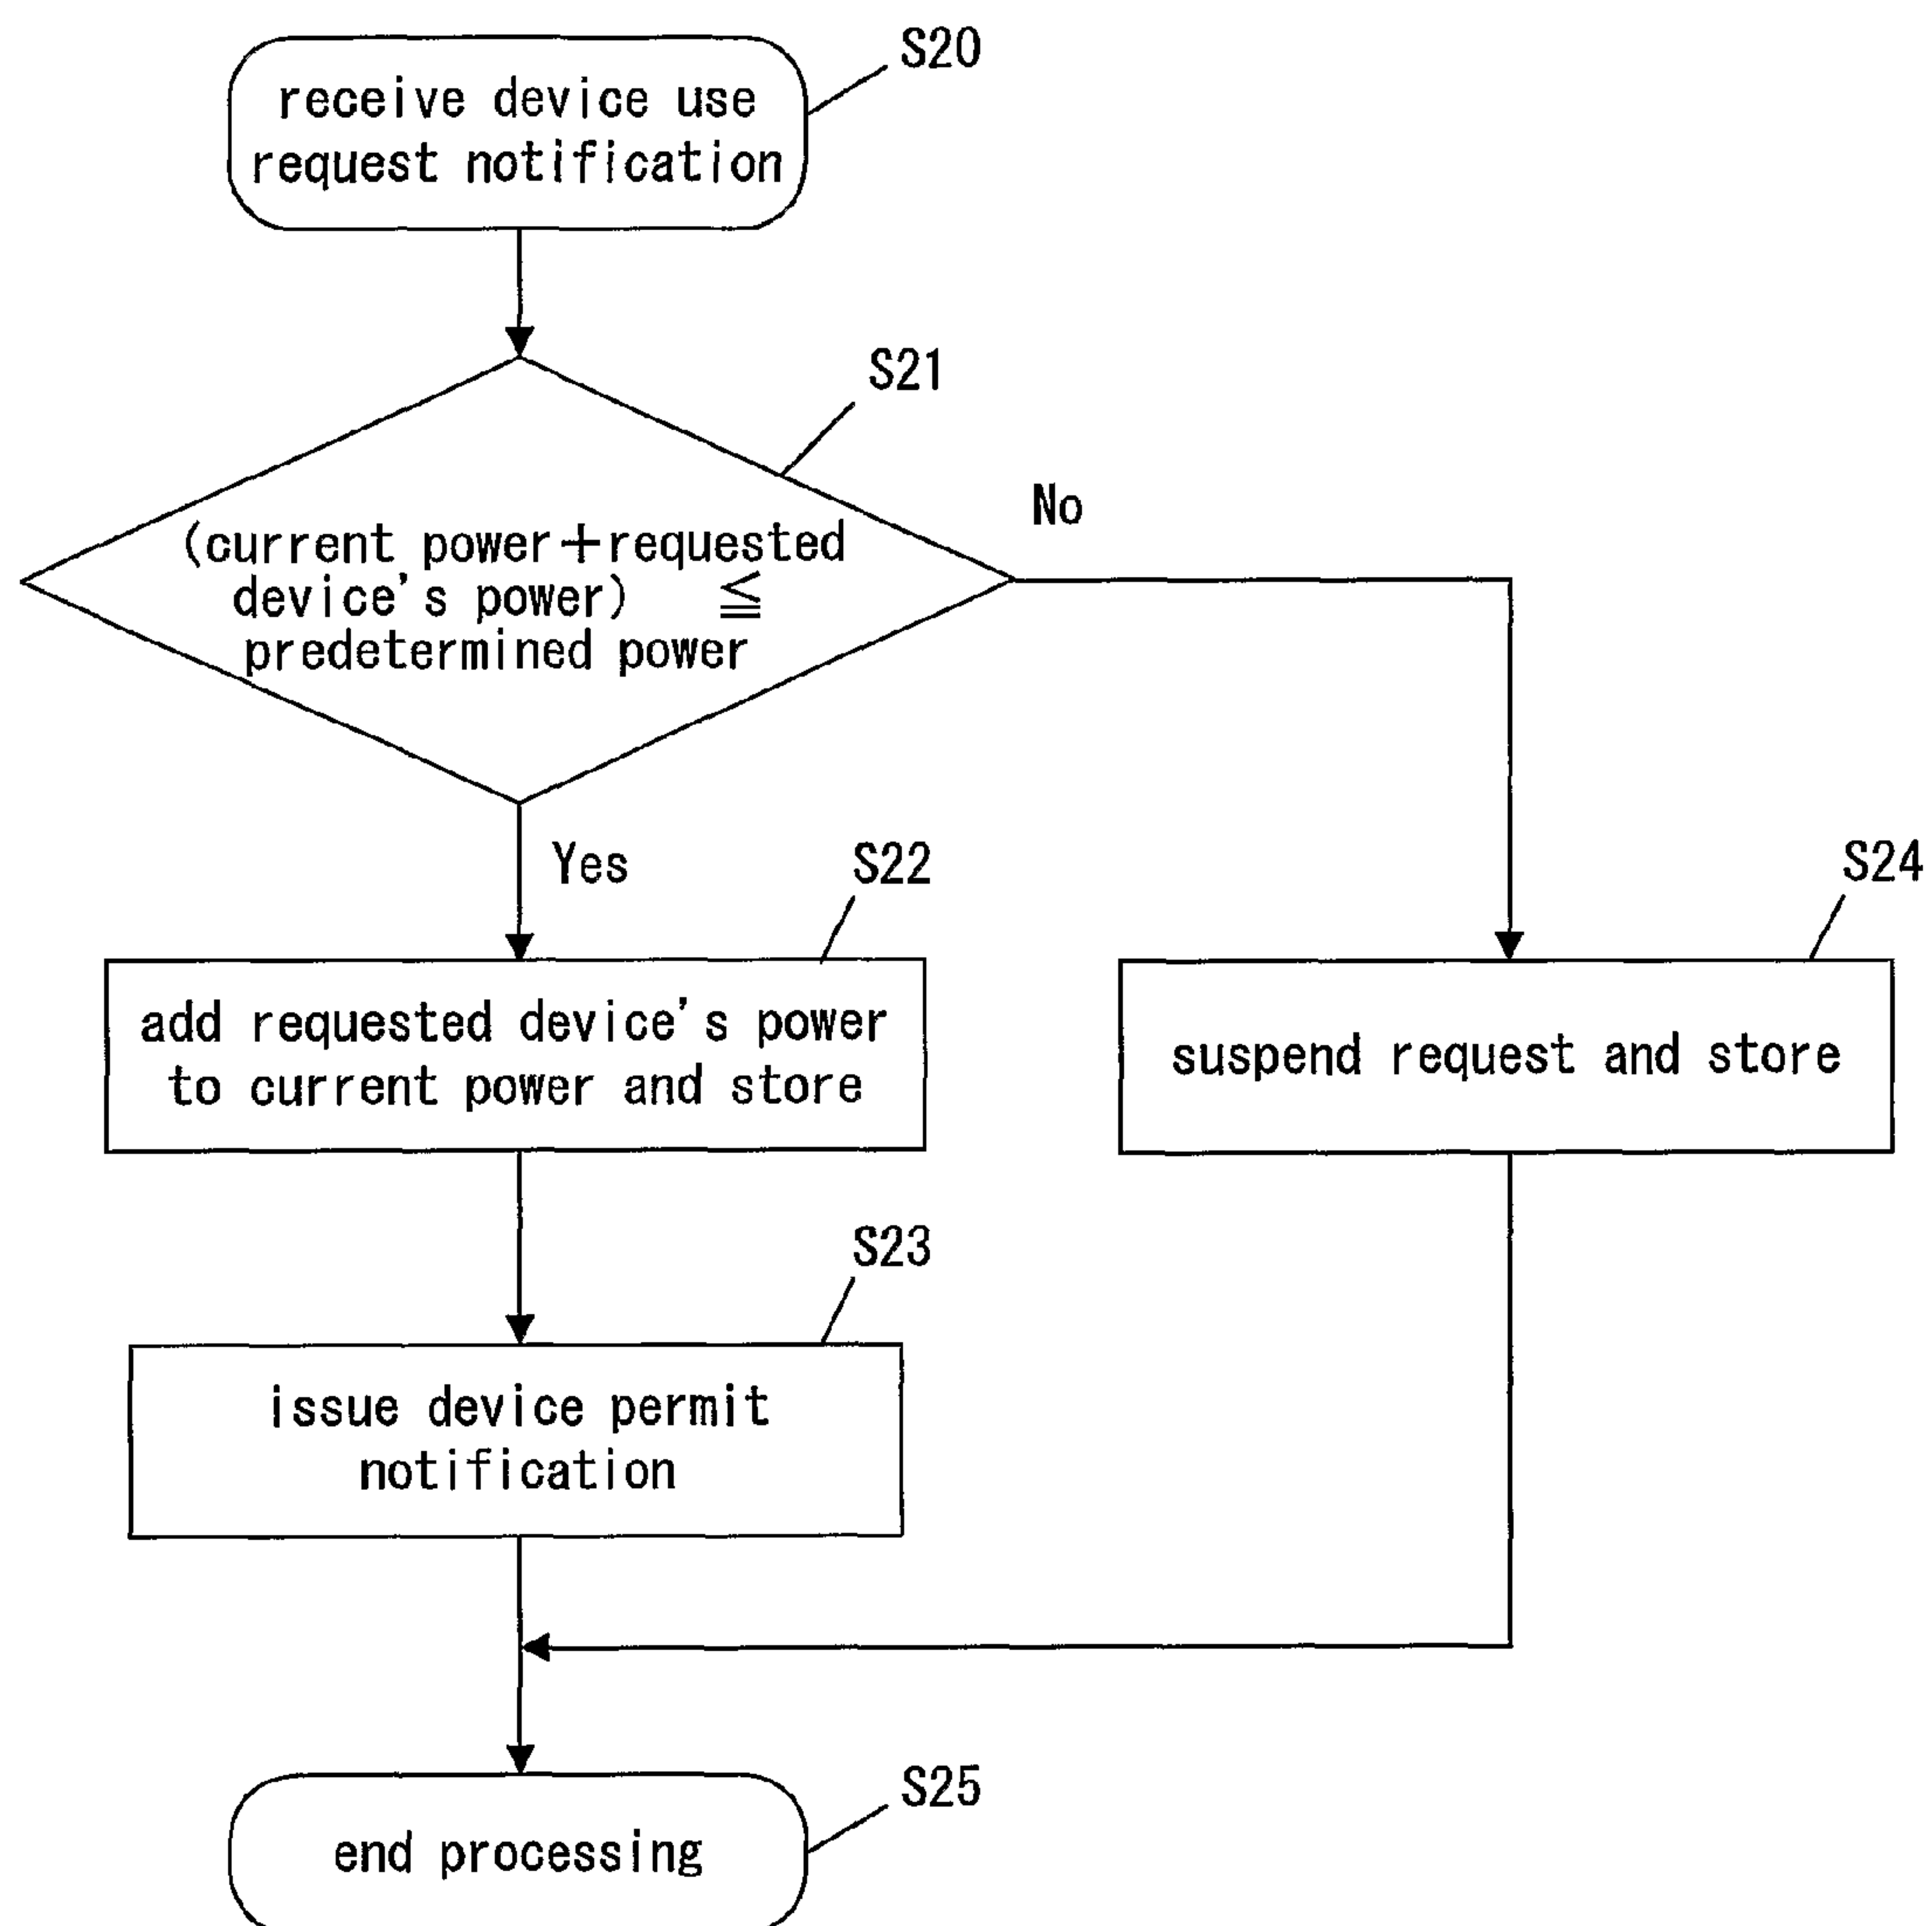 S20
receive device use
request notification
S21
No
(current power+requested
device's power) ≦
predetermined power
Yes
S22
S24
add requested device's power
to current power and store
suspend request and store
S23
issue device permit
notification
S25
end processing